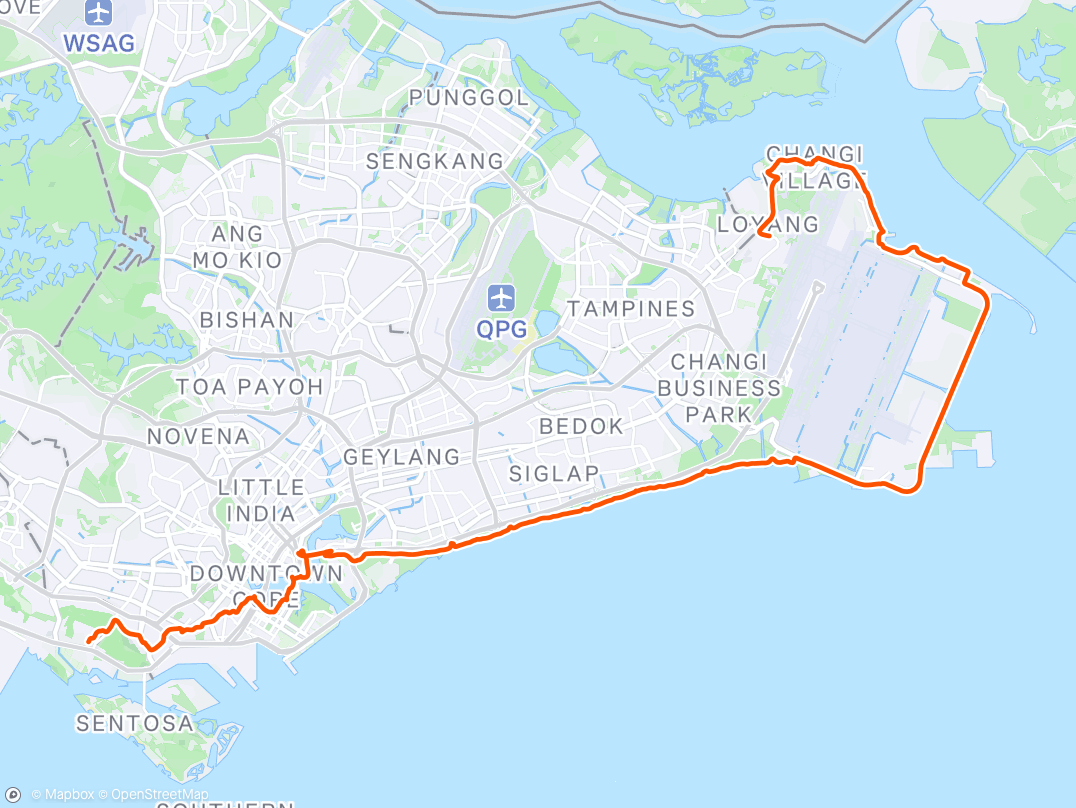 OVE
WSAG
PUNGGOL
SENGKANG
CHANGI
VILLAGE
LOYANG
ANG
MO KIO
QPG
TAMPINES
BISHAN
CHANGI
BUSINESS
PARK
TOA PAYOH
BEDOK
NOVENA
GEYLANG
SIGLAP
LITTLE
INDIA
DOWNTOWN
CORE
SENTOSA
© Mapbox © OpenStreetMap
SOUTHERN